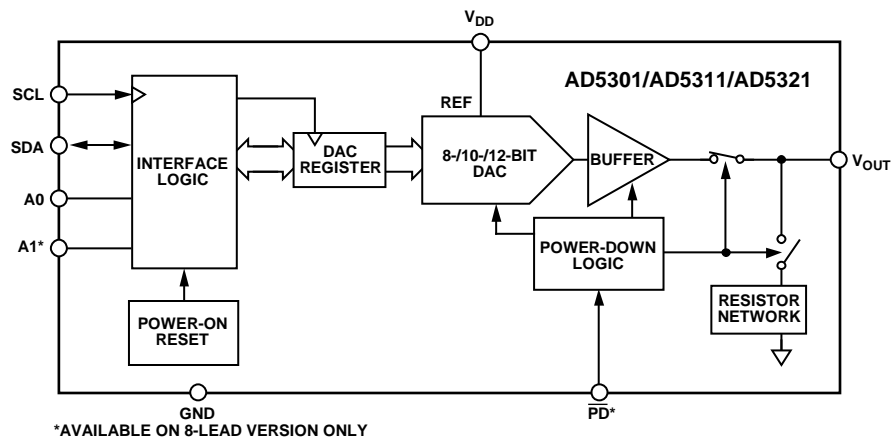 V_DD
AD5301/AD5311/AD5321
SCL
SDA
A0
A1*
INTERFACE
LOGIC
DAC
REGISTER
REF
8-/10-/12-BIT
DAC
BUFFER
V_OUT
POWER-DOWN
LOGIC
RESISTOR
NETWORK
POWER-ON
RESET
GND
P̅D̅*
*AVAILABLE ON 8-LEAD VERSION ONLY